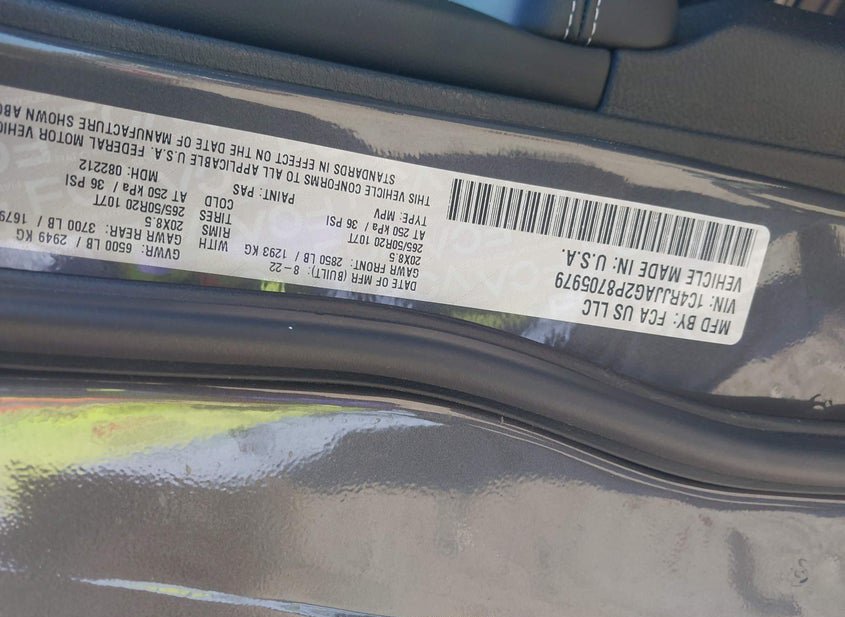 MFD BY: FCA US LLC
DATE OF MFR (BUILT): 8-22
GVWR: 6500 LB / 2949 KG
GAWR FRONT: 2850 LB / 1293 KG
WITH
GAWR REAR: 3700 LB / 1679
20X8.5
RIMS
20X8.5
265/50R20 107T
TIRES
265/50R20 107T
AT 250 kPa / 36 PSI
COLD
AT 250 kPa / 36 PSI
VIN: 1C4RJJAG2P8705979
TYPE: MPV
PAINT: PAS
MDH: 082212
VEHICLE MADE IN: U.S.A.
THIS VEHICLE CONFORMS TO ALL APPLICABLE U.S.A. FEDERAL MOTOR VEHIC
STANDARDS IN EFFECT ON THE DATE OF MANUFACTURE SHOWN ABO